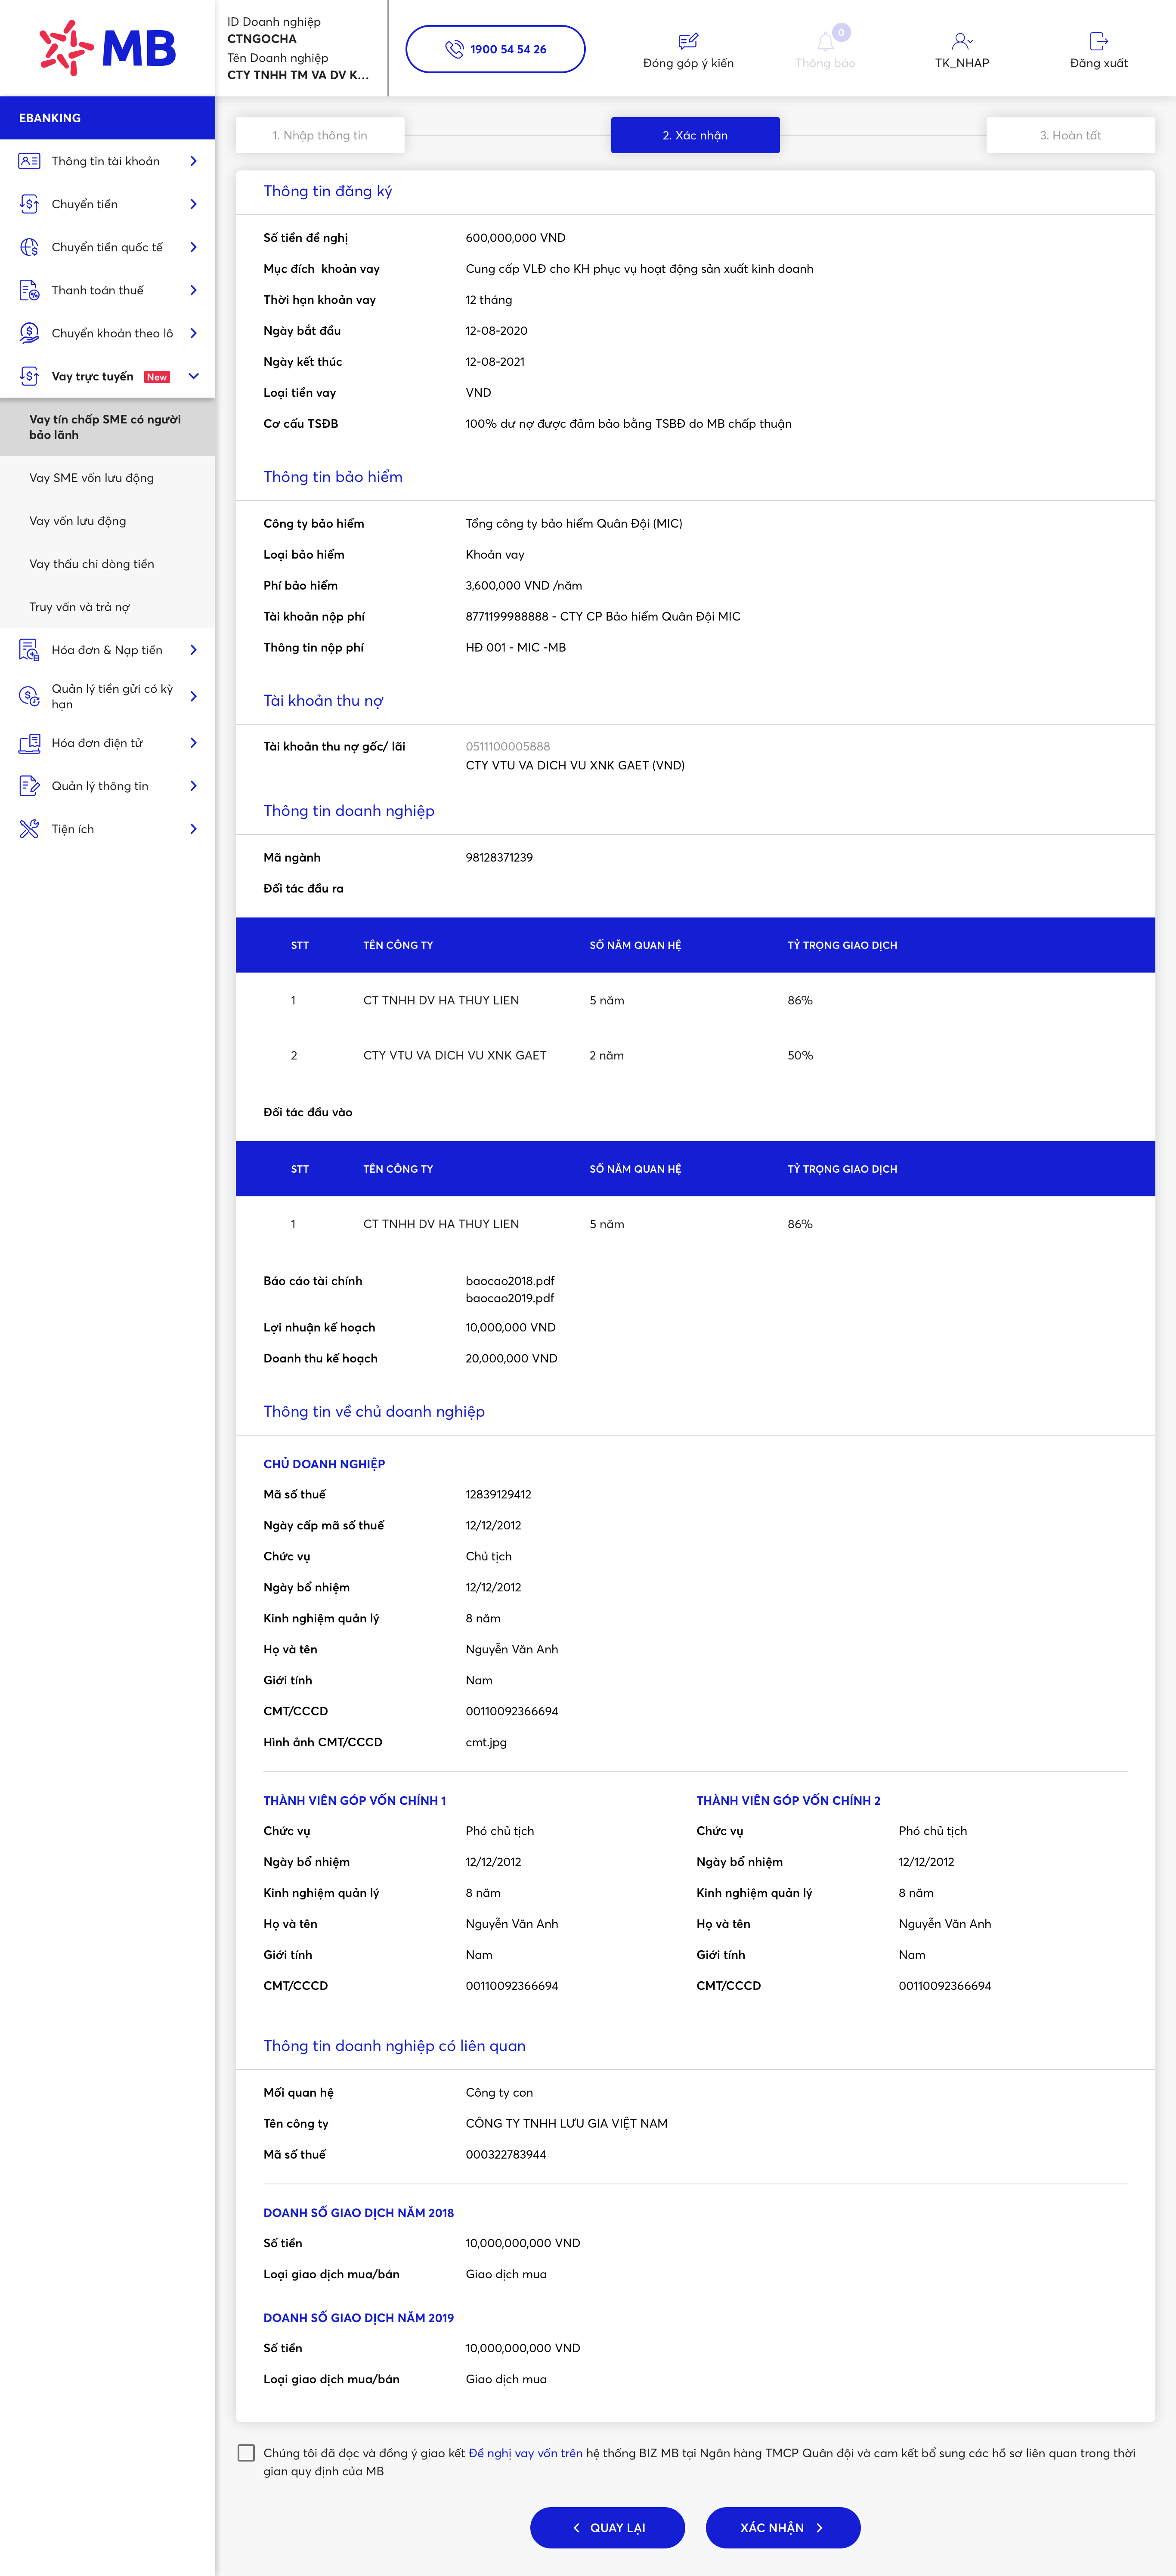 MB
ID Doanh nghiệp
CTNGOCHA
Tên Doanh nghiệp
CTY TNHH TM VA DV K...
1900 54 54 26
Đóng góp ý kiến
0
Thông báo
TK_NHAP
Đăng xuất
EBANKING
Thông tin tài khoản
Chuyển tiền
Chuyển tiền quốc tế
Thanh toán thuế
Chuyển khoản theo lô
Vay trực tuyến New
Vay tín chấp SME có người
bảo lãnh
Vay SME vốn lưu động
Vay vốn lưu động
Vay thấu chi dòng tiền
Truy vấn và trả nợ
Hóa đơn & Nạp tiền
Quản lý tiền gửi có kỳ
hạn
Hóa đơn điện tử
Quản lý thông tin
Tiện ích
1. Nhập thông tin
2. Xác nhận
3. Hoàn tất
Thông tin đăng ký
Số tiền đề nghị 600,000,000 VND
Mục đích khoản vay Cung cấp VLĐ cho KH phục vụ hoạt động sản xuất kinh doanh
Thời hạn khoản vay 12 tháng
Ngày bắt đầu 12-08-2020
Ngày kết thúc 12-08-2021
Loại tiền vay VND
Cơ cấu TSĐB 100% dư nợ được đảm bảo bằng TSBĐ do MB chấp thuận
Thông tin bảo hiểm
Công ty bảo hiểm Tổng công ty bảo hiểm Quân Đội (MIC)
Loại bảo hiểm Khoản vay
Phí bảo hiểm 3,600,000 VND /năm
Tài khoản nộp phí 8771199988888 - CTY CP Bảo hiểm Quân Đội MIC
Thông tin nộp phí HĐ 001 - MIC -MB
Tài khoản thu nợ
Tài khoản thu nợ gốc/ lãi 0511100005888
CTY VTU VA DICH VU XNK GAET (VND)
Thông tin doanh nghiệp
Mã ngành 98128371239
Đối tác đầu ra
STT TÊN CÔNG TY SỐ NĂM QUAN HỆ TỶ TRỌNG GIAO DỊCH
1 CT TNHH DV HA THUY LIEN 5 năm 86%
2 CTY VTU VA DICH VU XNK GAET 2 năm 50%
Đối tác đầu vào
STT TÊN CÔNG TY SỐ NĂM QUAN HỆ TỶ TRỌNG GIAO DỊCH
1 CT TNHH DV HA THUY LIEN 5 năm 86%
Báo cáo tài chính baocao2018.pdf
baocao2019.pdf
Lợi nhuận kế hoạch 10,000,000 VND
Doanh thu kế hoạch 20,000,000 VND
Thông tin về chủ doanh nghiệp
CHỦ DOANH NGHIỆP
Mã số thuế 12839129412
Ngày cấp mã số thuế 12/12/2012
Chức vụ Chủ tịch
Ngày bổ nhiệm 12/12/2012
Kinh nghiệm quản lý 8 năm
Họ và tên Nguyễn Văn Anh
Giới tính Nam
CMT/CCCD 00110092366694
Hình ảnh CMT/CCCD cmt.jpg
THÀNH VIÊN GÓP VỐN CHÍNH 1
Chức vụ Phó chủ tịch
Ngày bổ nhiệm 12/12/2012
Kinh nghiệm quản lý 8 năm
Họ và tên Nguyễn Văn Anh
Giới tính Nam
CMT/CCCD 00110092366694
THÀNH VIÊN GÓP VỐN CHÍNH 2
Chức vụ Phó chủ tịch
Ngày bổ nhiệm 12/12/2012
Kinh nghiệm quản lý 8 năm
Họ và tên Nguyễn Văn Anh
Giới tính Nam
CMT/CCCD 00110092366694
Thông tin doanh nghiệp có liên quan
Mối quan hệ Công ty con
Tên công ty CÔNG TY TNHH LƯU GIA VIỆT NAM
Mã số thuế 000322783944
DOANH SỐ GIAO DỊCH NĂM 2018
Số tiền 10,000,000,000 VND
Loại giao dịch mua/bán Giao dịch mua
DOANH SỐ GIAO DỊCH NĂM 2019
Số tiền 10,000,000,000 VND
Loại giao dịch mua/bán Giao dịch mua
Chúng tôi đã đọc và đồng ý giao kết Đề nghị vay vốn trên hệ thống BIZ MB tại Ngân hàng TMCP Quân đội và cam kết bổ sung các hồ sơ liên quan trong thời
gian quy định của MB
QUAY LẠI
XÁC NHẬN